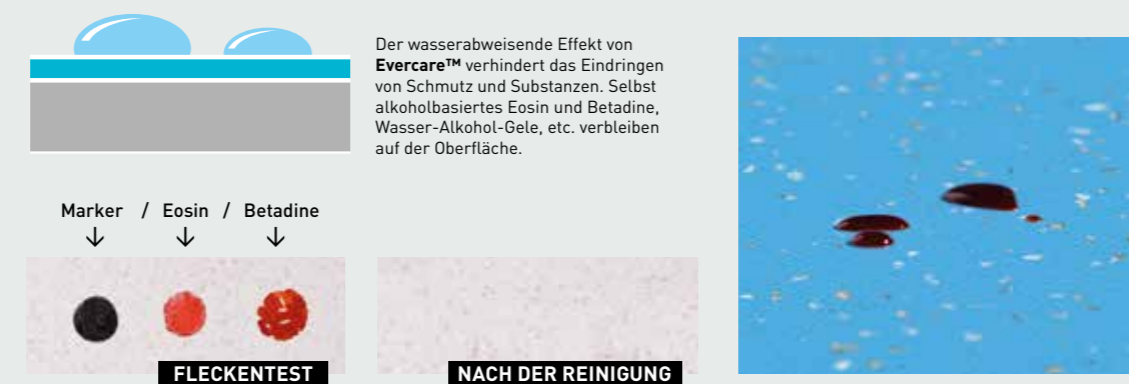 Der wasserabweisende Effekt von
Evercare™ verhindert das Eindringen
von Schmutz und Substanzen. Selbst
alkoholbasiertes Eosin und Betadine,
Wasser-Alkohol-Gele, etc. verbleiben
auf der Oberfläche.
Marker / Eosin / Betadine
FLECKENTEST
NACH DER REINIGUNG